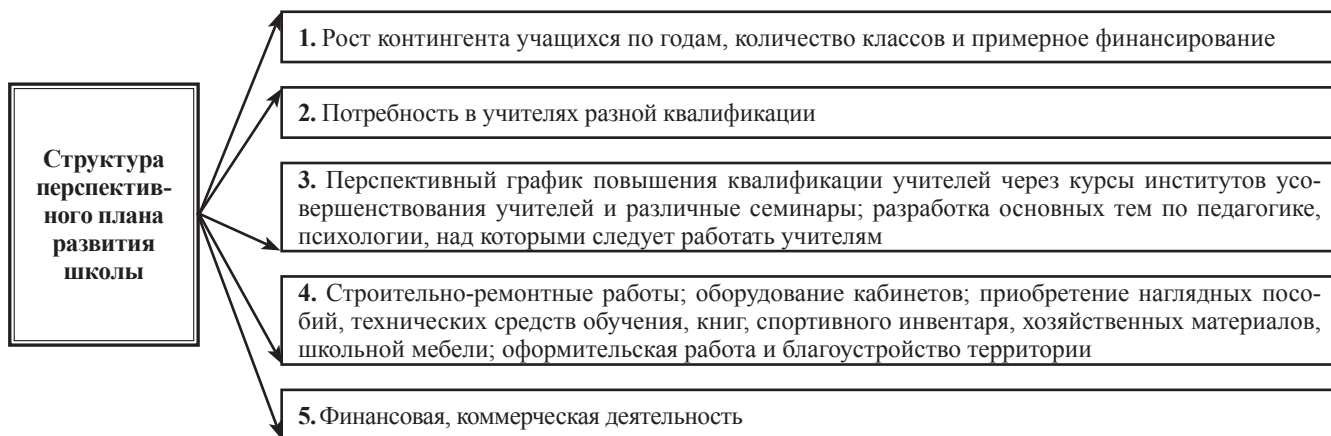 Структура
перспектив-
ного плана
развития
школы
1. Рост контингента учащихся по годам, количество классов и примерное финансирование
2. Потребность в учителях разной квалификации
3. Перспективный график повышения квалификации учителей через курсы институтов усо-
вершенствования учителей и различные семинары; разработка основных тем по педагогике,
психологии, над которыми следует работать учителям
4. Строительно-ремонтные работы; оборудование кабинетов; приобретение наглядных посо-
бий, технических средств обучения, книг, спортивного инвентаря, хозяйственных материалов,
школьной мебели; оформительская работа и благоустройство территории
5. Финансовая, коммерческая деятельность